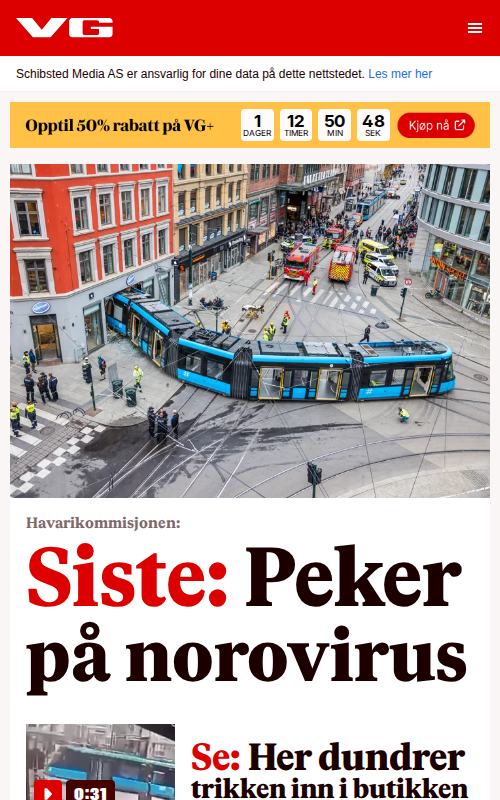 VG
Schibsted Media AS er ansvarlig for dine data på dette nettstedet. Les mer her
Opptil 50% rabatt på VG+
1 DAGER 12 TIMER 50 MIN 48 SEK
Kjøp nå
Havarikommisjonen:
Siste: Peker
på norovirus
0:31
Se: Her dundrer
trikken inn i butikken